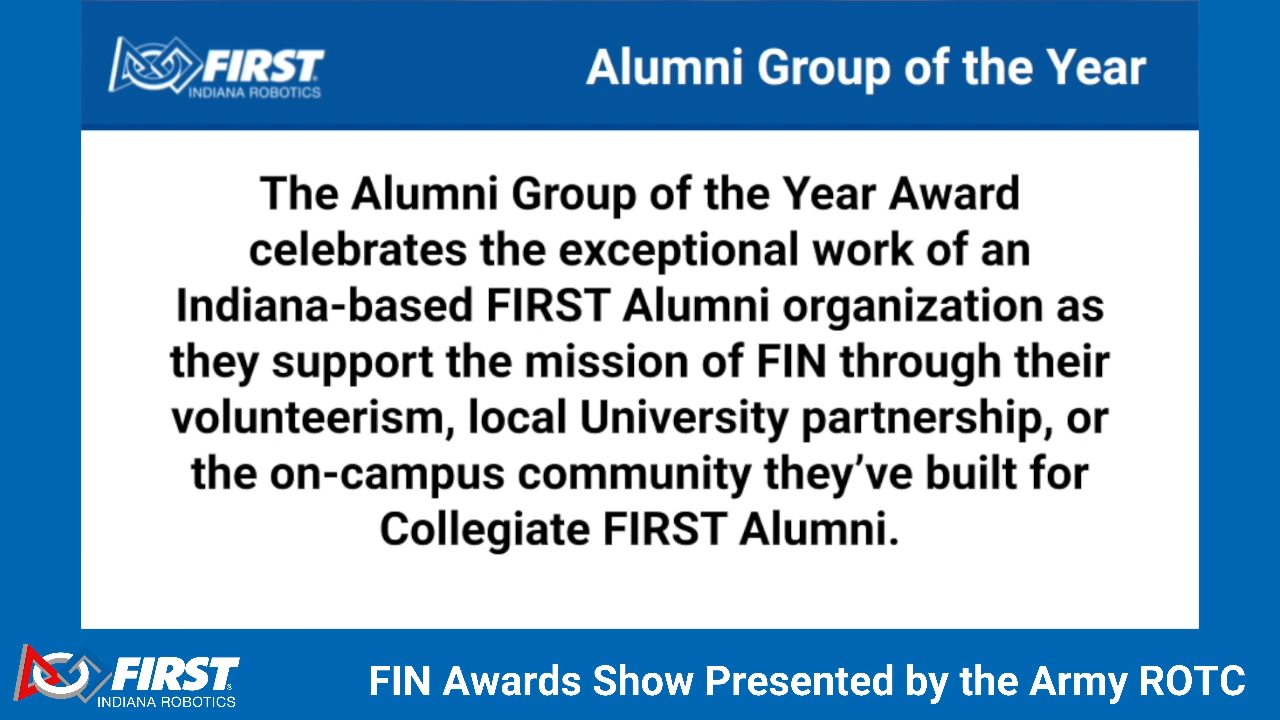 FIRST
INDIANA ROBOTICS
Alumni Group of the Year
The Alumni Group of the Year Award
celebrates the exceptional work of an
Indiana-based FIRST Alumni organization as
they support the mission of FIN through their
volunteerism, local University partnership, or
the on-campus community they’ve built for
Collegiate FIRST Alumni.
FIRST
INDIANA ROBOTICS
FIN Awards Show Presented by the Army ROTC